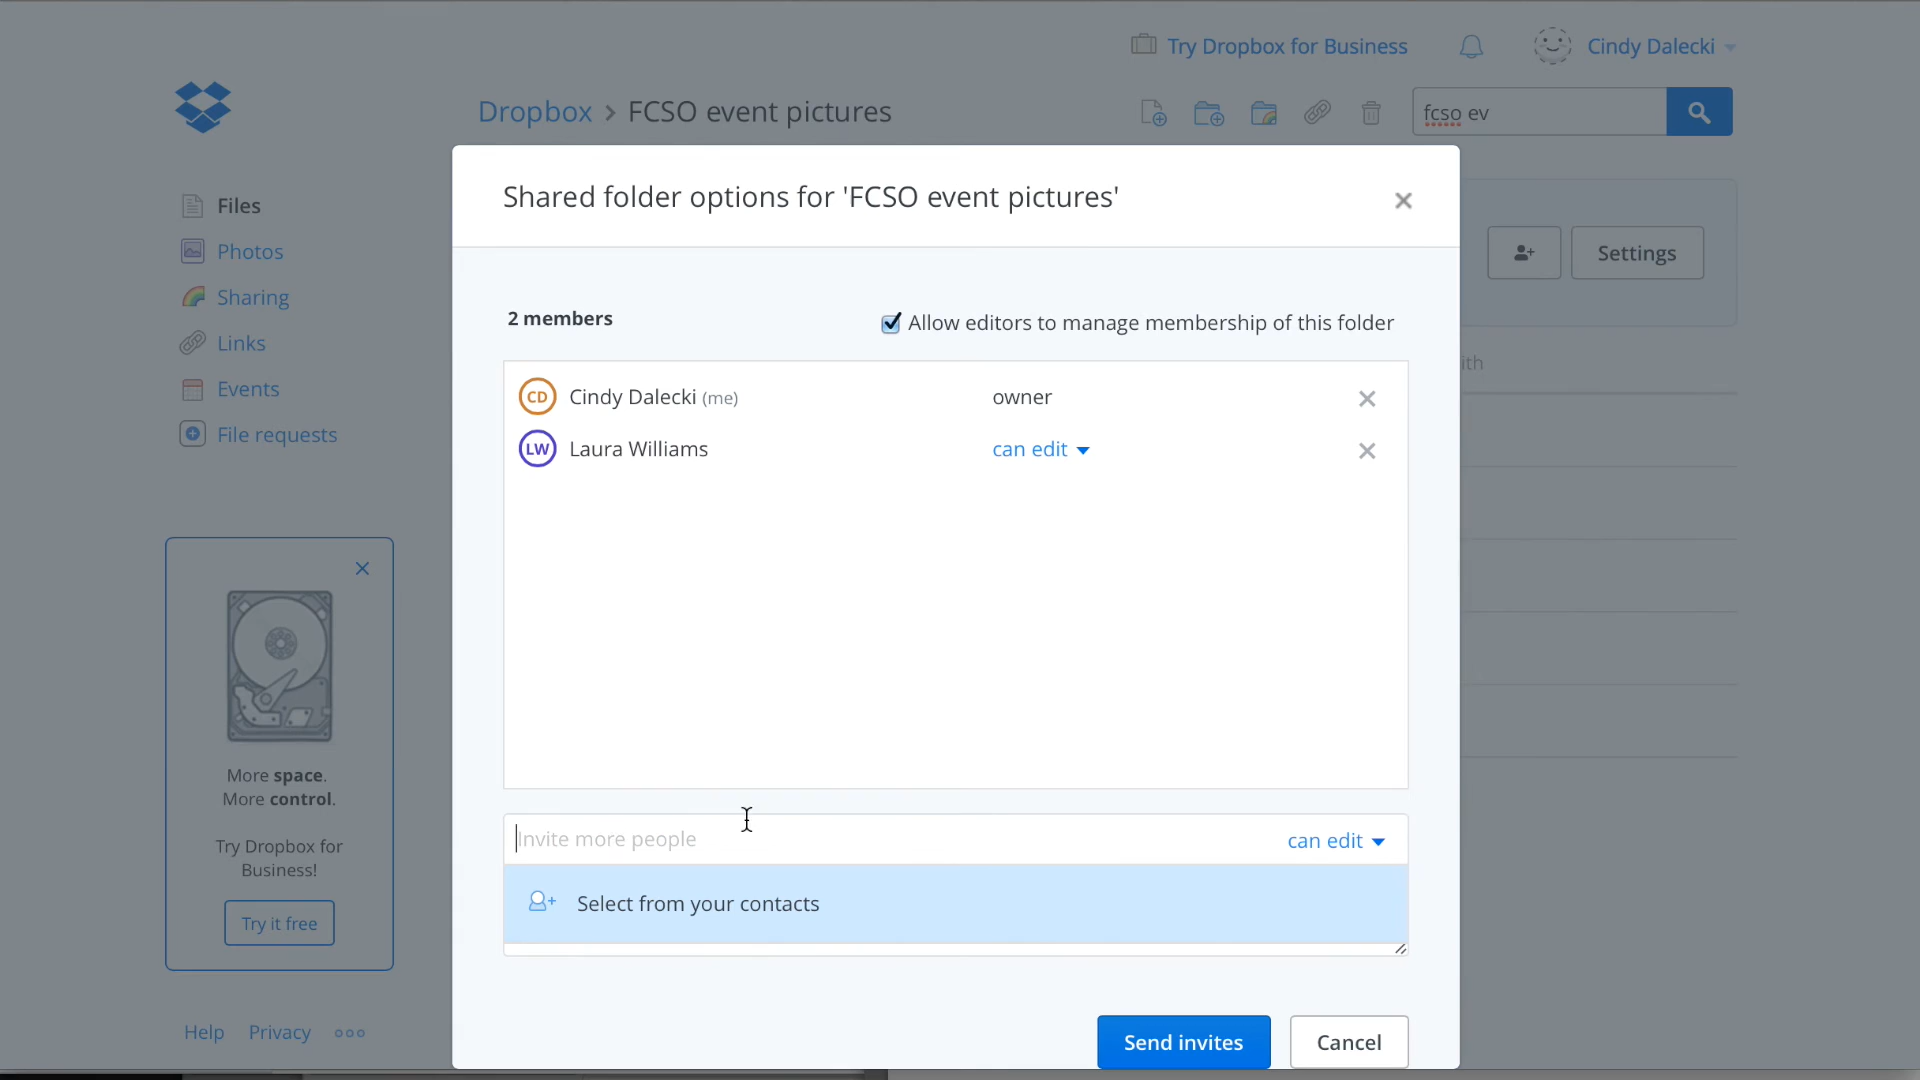 Try Dropbox for Business
Cindy Dalecki
Dropbox > FCSO event pictures
fcso ev
Shared folder options for 'FCSO event pictures'
Files
Photos
Sharing
Links
Events
File requests
Settings
2 members
Allow editors to manage membership of this folder
ith
CD Cindy Dalecki (me) owner
LW Laura Williams can edit
More space.
More control.
Try Dropbox for
Business!
Try it free
Invite more people can edit
Select from your contacts
Help Privacy
Send invites Cancel